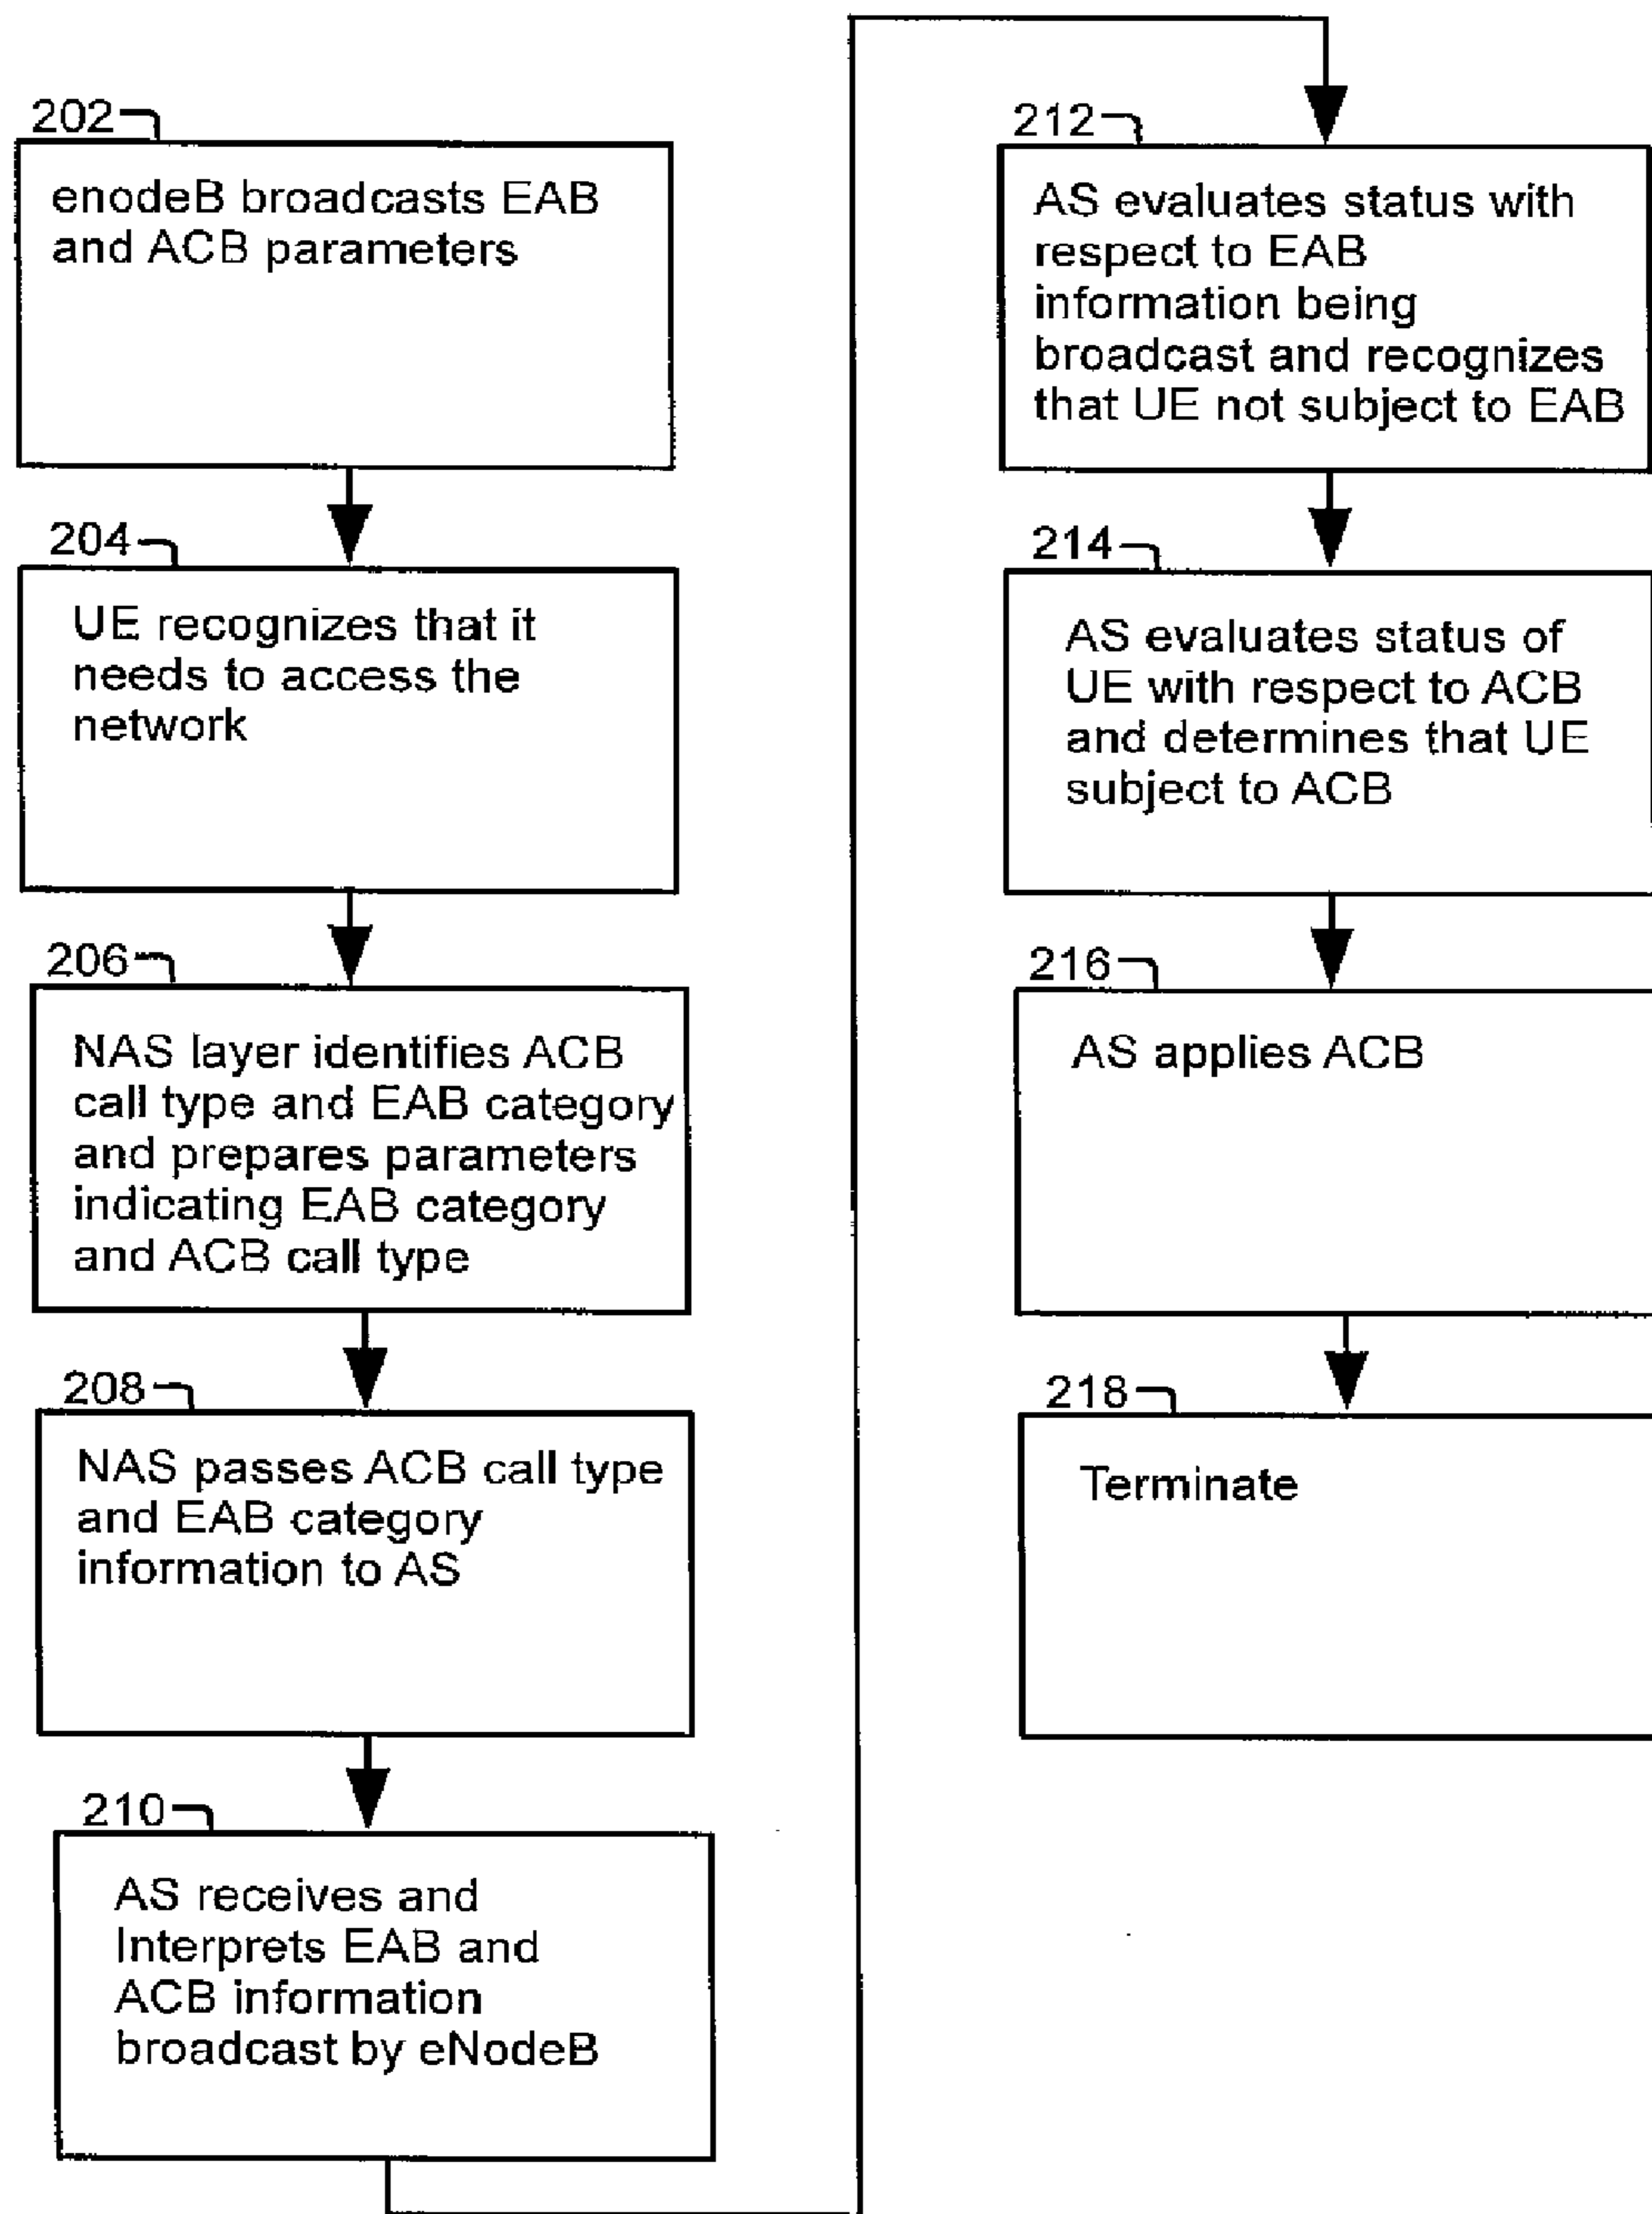 202
enodeB broadcasts EAB
and ACB parameters
204
UE recognizes that it
needs to access the
network
206
NAS layer identifies ACB
call type and EAB category
and prepares parameters
indicating EAB category
and ACB call type
208
NAS passes ACB call type
and EAB category
information to AS
210
AS receives and
Interprets EAB and
ACB information
broadcast by eNodeB
212
AS evaluates status with
respect to EAB
information being
broadcast and recognizes
that UE not subject to EAB
214
AS evaluates status of
UE with respect to ACB
and determines that UE
subject to ACB
216
AS applies ACB
218
Terminate